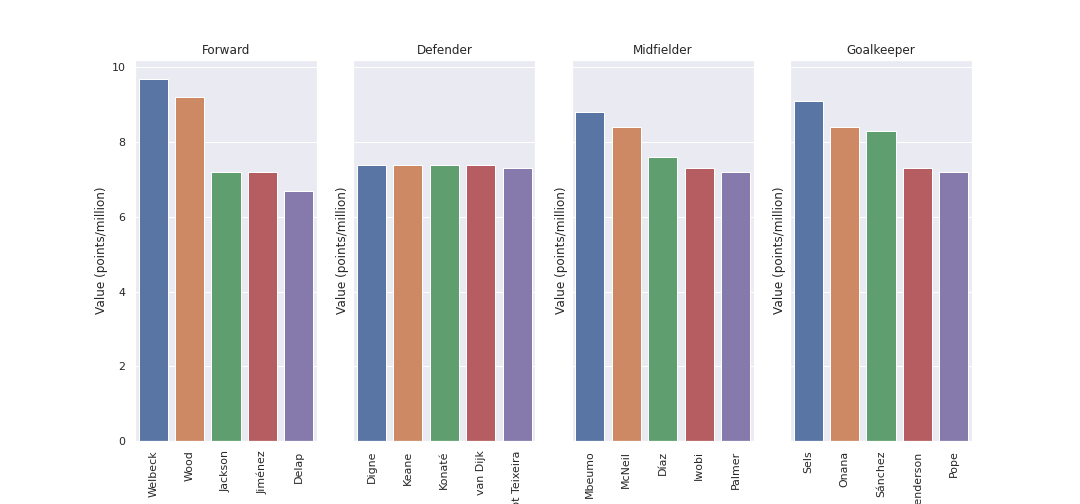 Forward
Defender
Midfielder
Goalkeeper
Value (points/million)
10
8
6
4
2
0
Welbeck
Wood
Jackson
Jiménez
Delap
Value (points/million)
Digne
Keane
Konaté
van Dijk
Teixeira
Value (points/million)
Mbeumo
McNeil
Díaz
Iwobi
Palmer
Value (points/million)
Sels
Onana
Sánchez
enderson
Pope